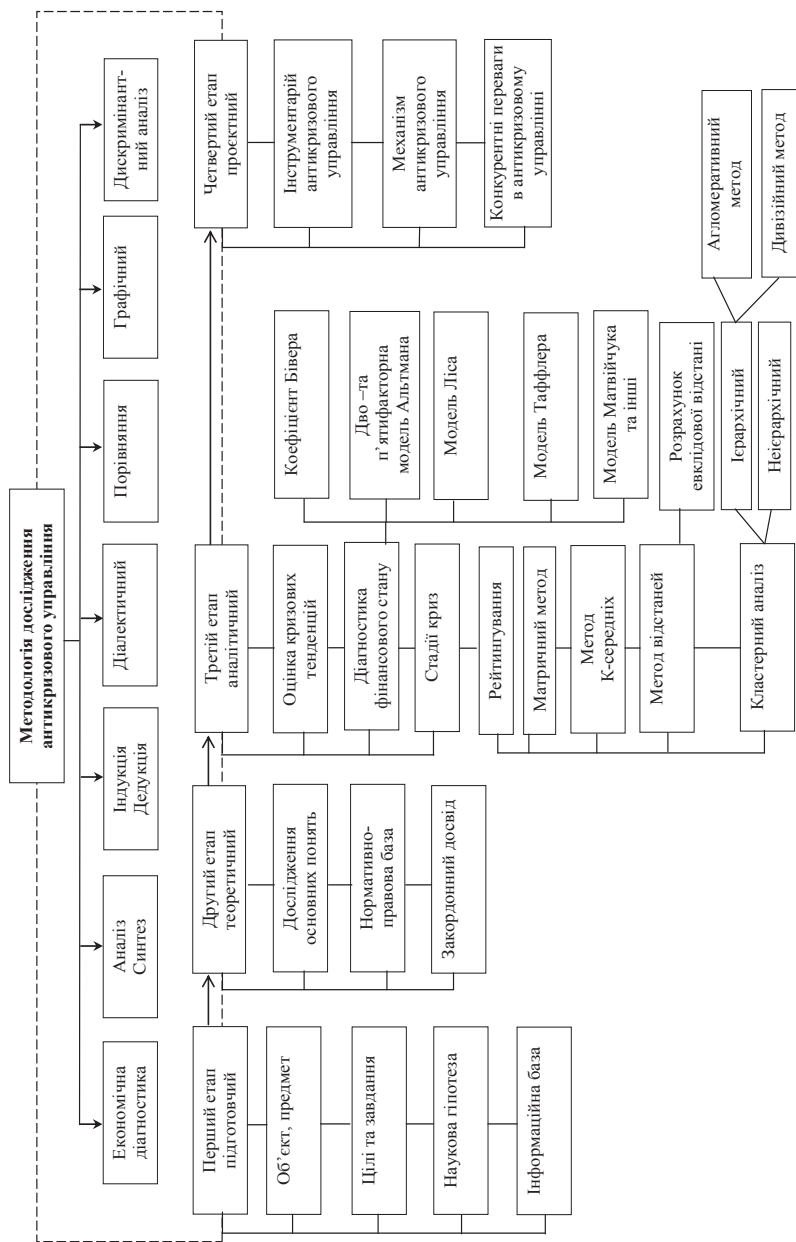 Методологія дослідження
антикризового управління
Економічна
діагностика
Аналіз
Синтез
Індукція
Дедукція
Діалектичний
Порівняння
Графічний
Дискримінант-
ний аналіз
Перший етап
підготовчий
Об’єкт, предмет
Цілі та завдання
Наукова гіпотеза
Інформаційна база
Другий етап
теоретичний
Дослідження
основних понять
Нормативно-
правова база
Закордонний досвід
Третій етап
аналітичний
Оцінка кризових
тенденцій
Діагностика
фінансового стану
Стадії криз
Рейтингування
Матричний метод
Метод
К-середніх
Метод відстаней
Кластерний аналіз
Коефіцієнт Бівера
Дво –та
п’ятифакторна
модель Альтмана
Модель Ліса
Модель Таффлера
Модель Матвійчука
та інші
Розрахунок
евклідової відстані
Ієрархічний
Неієрархічний
Агломеративний
метод
Дивізійний метод
Четвертий етап
проєктний
Інструментарій
антикризового
управління
Механізм
антикризового
управління
Конкурентні переваги
в антикризовому
управлінні